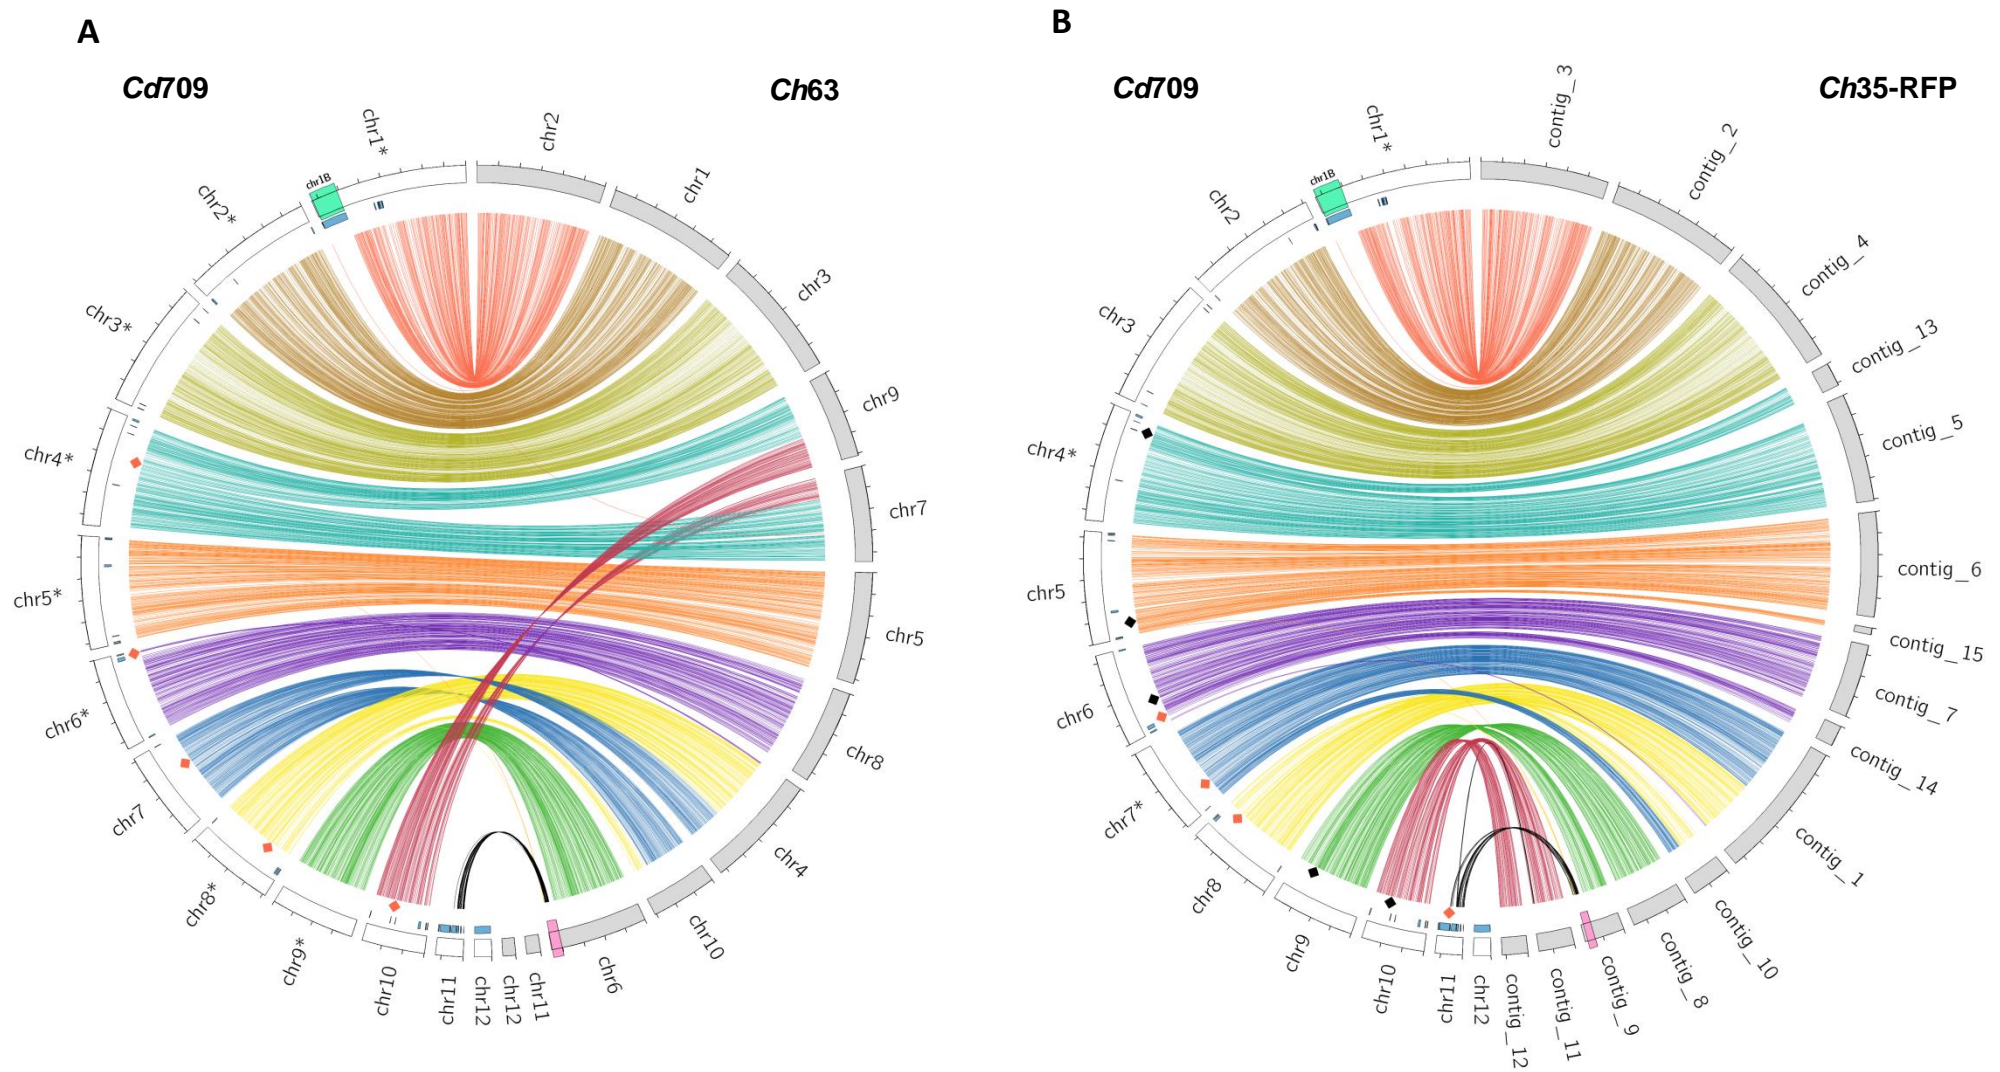 A
Cd709
Ch63
chr1*
chr1B
chr2*
chr3*
chr4*
chr5*
chr6*
chr7
chr8*
chr9*
chr10
chr11
chr12
chr2
chr1
chr3
chr9
chr7
chr5
chr8
chr4
chr10
chr6
chr11
chr12
B
Cd709
Ch35-RFP
chr1*
chr1B
chr2
chr3
chr4*
chr5
chr6
chr7*
chr8
chr9
chr10
chr11
chr12
contig_3
contig_2
contig_4
contig_13
contig_5
contig_6
contig_15
contig_7
contig_14
contig_1
contig_10
contig_8
contig_9
contig_11
contig_12